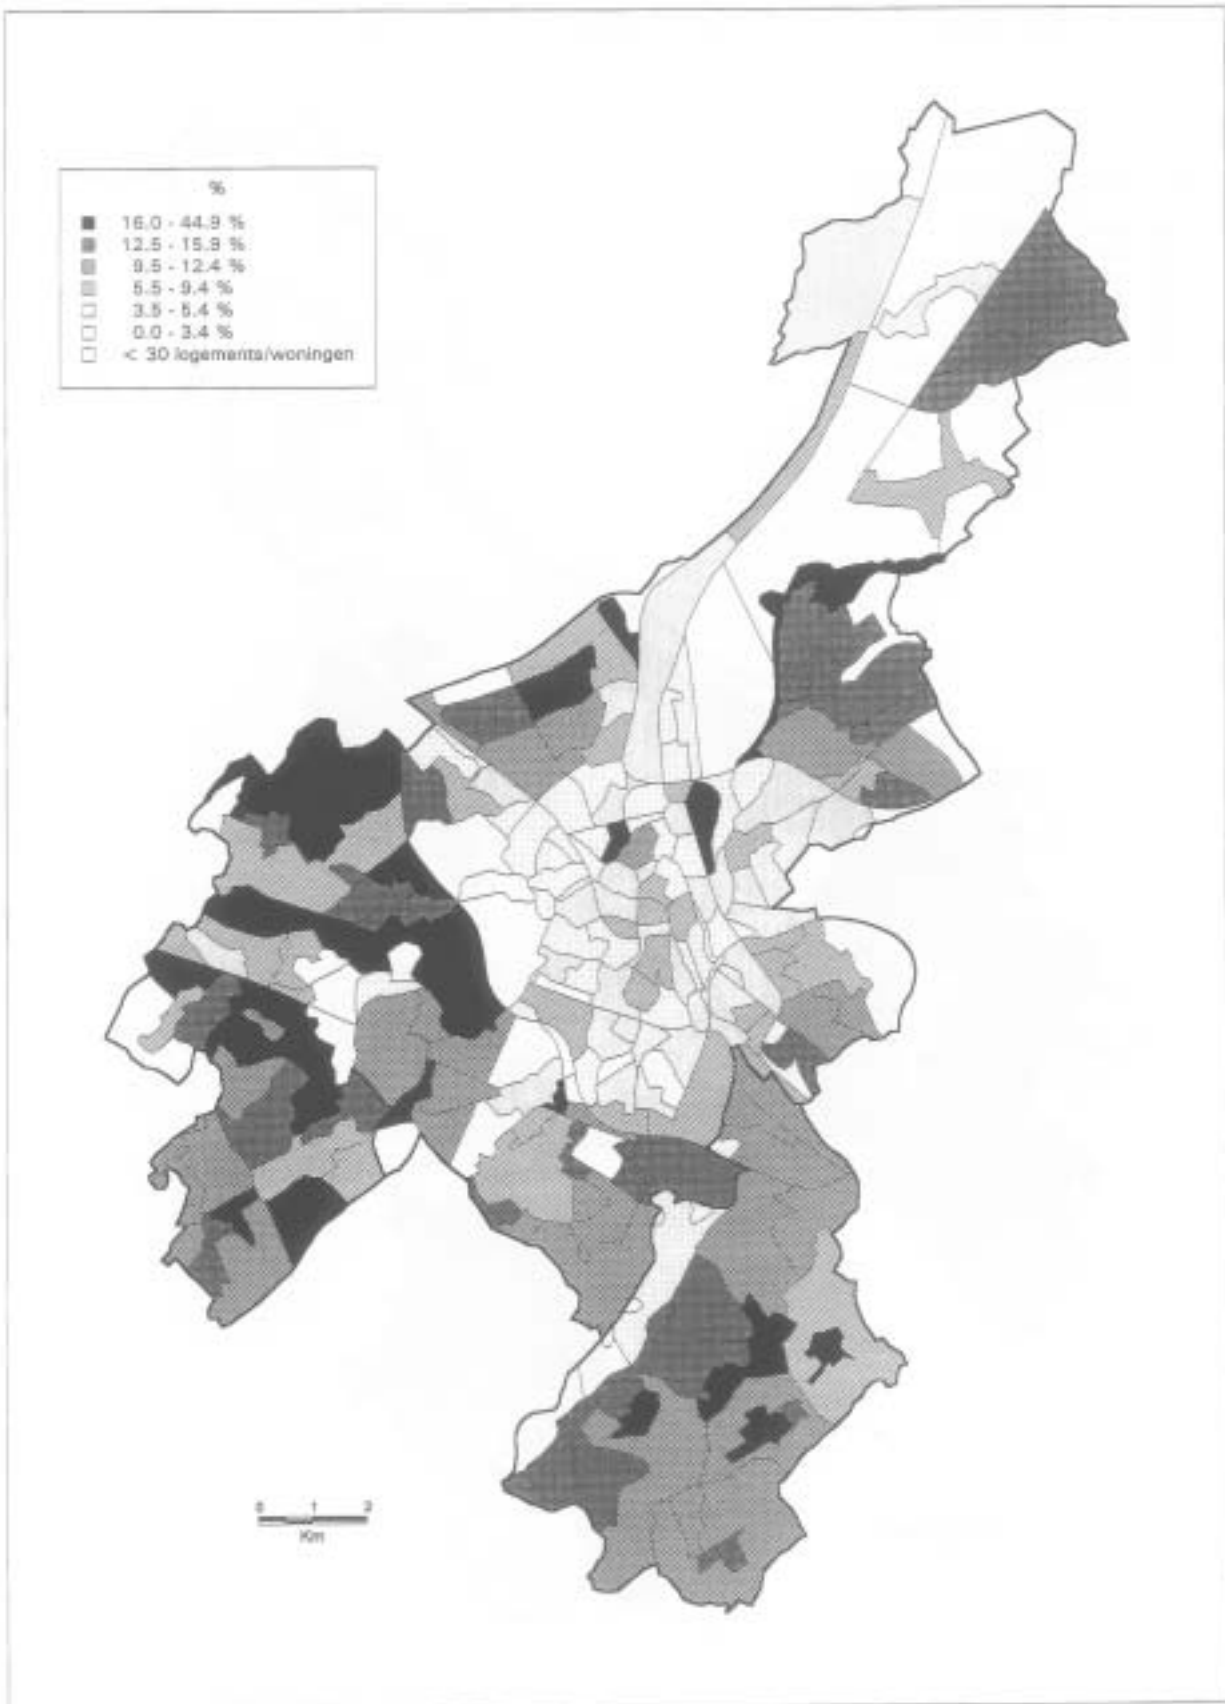 %
16.0 - 44.9 %
12.5 - 15.9 %
9.5 - 12.4 %
5.5 - 9.4 %
3.5 - 5.4 %
0.0 - 3.4 %
< 30 logements/woningen
0 1 2
Km